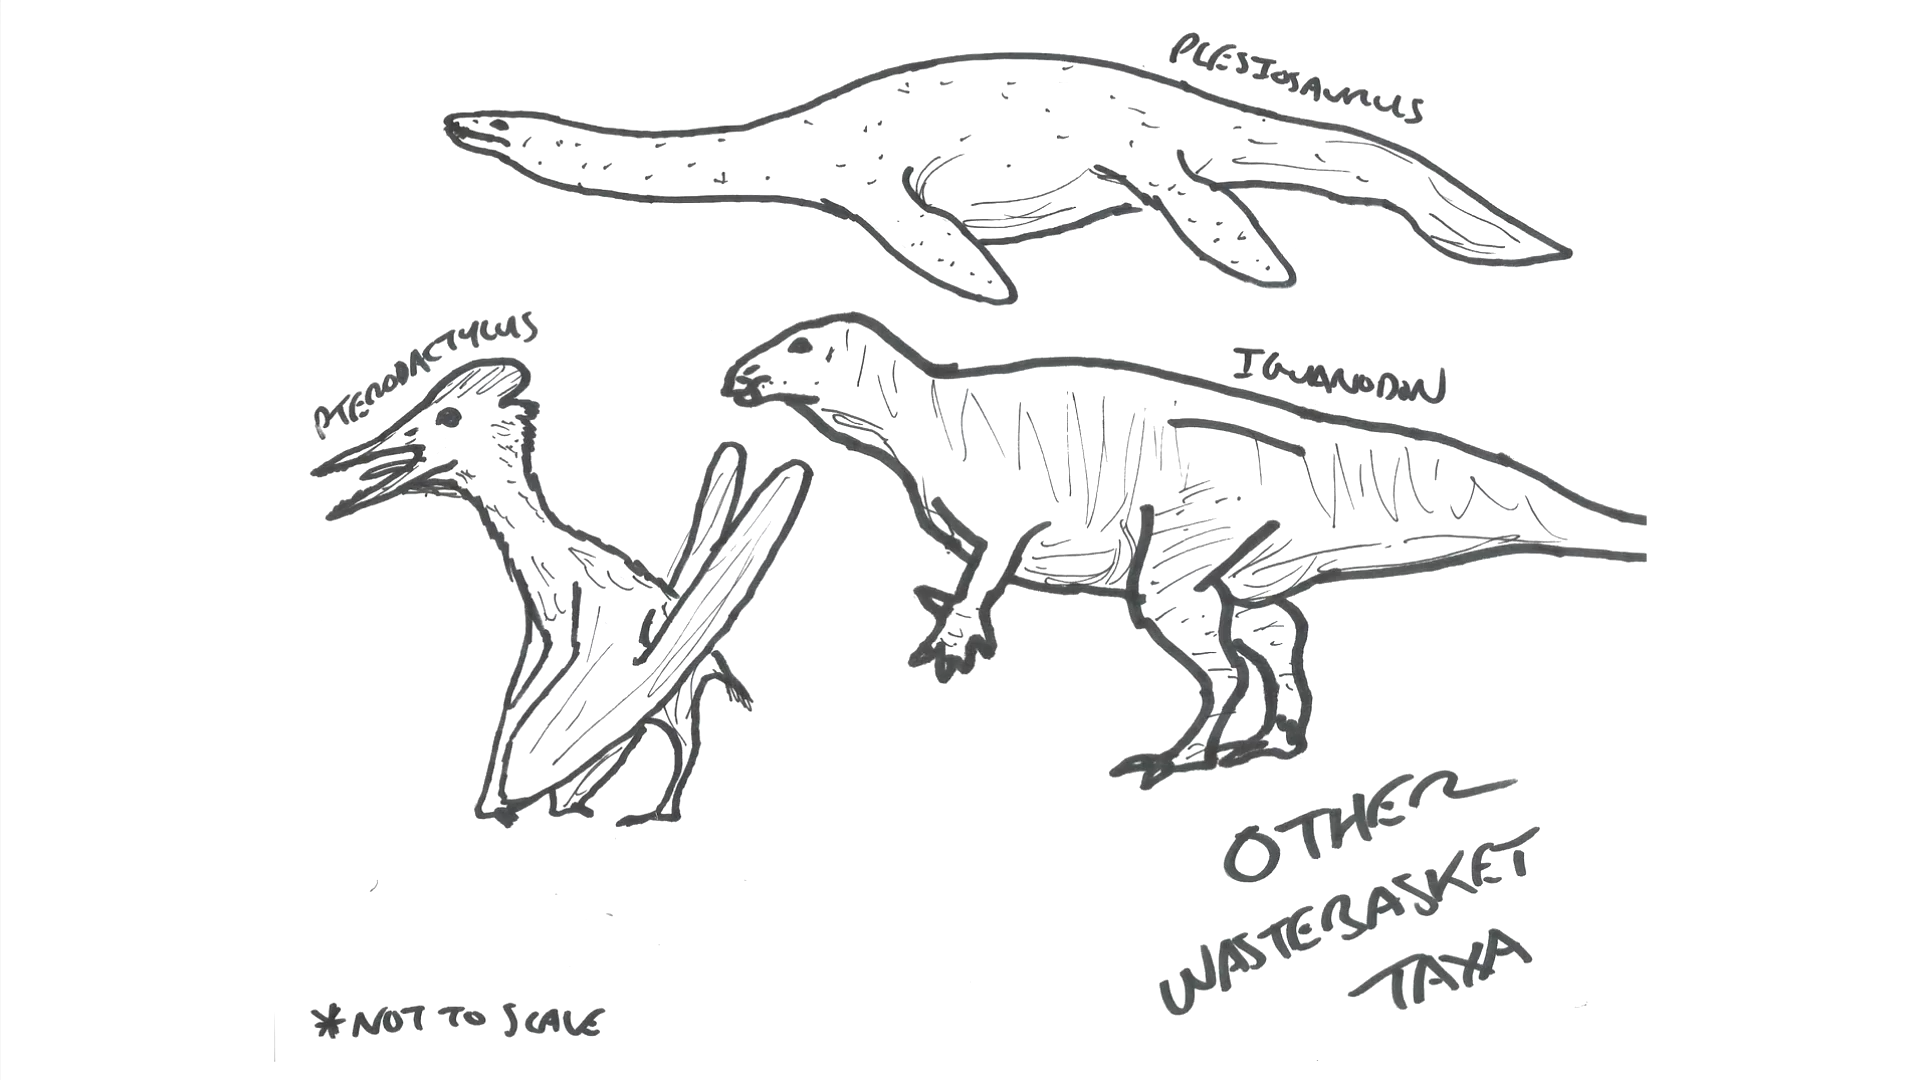 PLESIOSAURUS
PTERODACTYLUS
IGUANODON
OTHER
WASTEBASKET
TAXA
*NOT TO SCALE